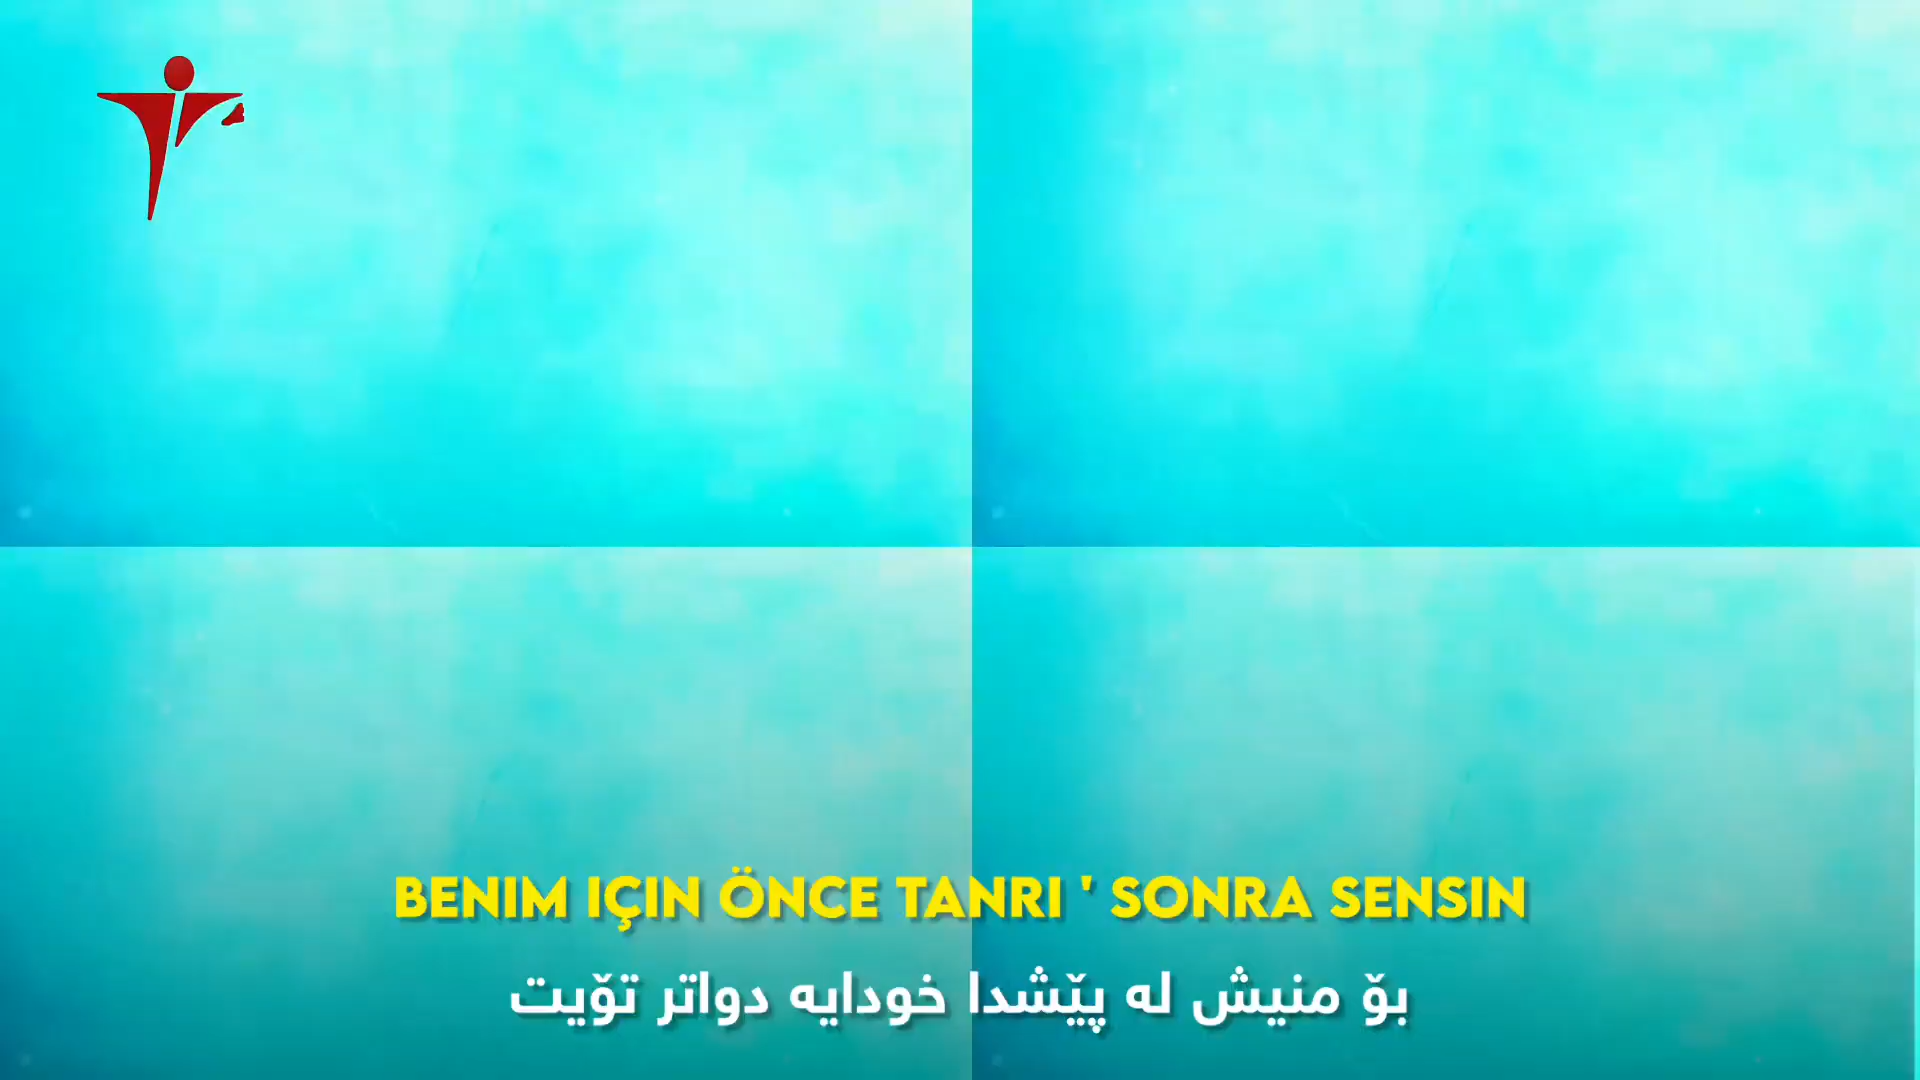 BENIM IÇIN ÖNCE TANRI ' SONRA SENSIN
بۆ منیش لە پێشدا خودایە دواتر تۆیت